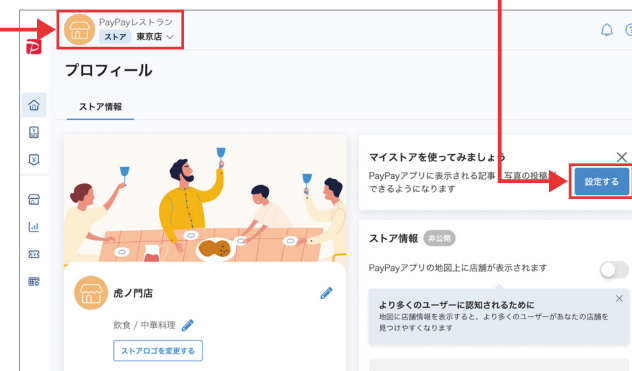 PayPayレストラン
ストア 東京店
プロフィール
ストア情報
マイストアを使ってみましょう
PayPayアプリに表示される記事、写真の投稿が
できるようになります
設定する
ストア情報 非公開
PayPayアプリの地図上に店舗が表示されます
より多くのユーザーに認知されるために
地図に店舗情報を表示すると、より多くのユーザーがあなたの店舗を
見つけやすくなります
虎ノ門店
飲食 / 中華料理
ストアロゴを変更する